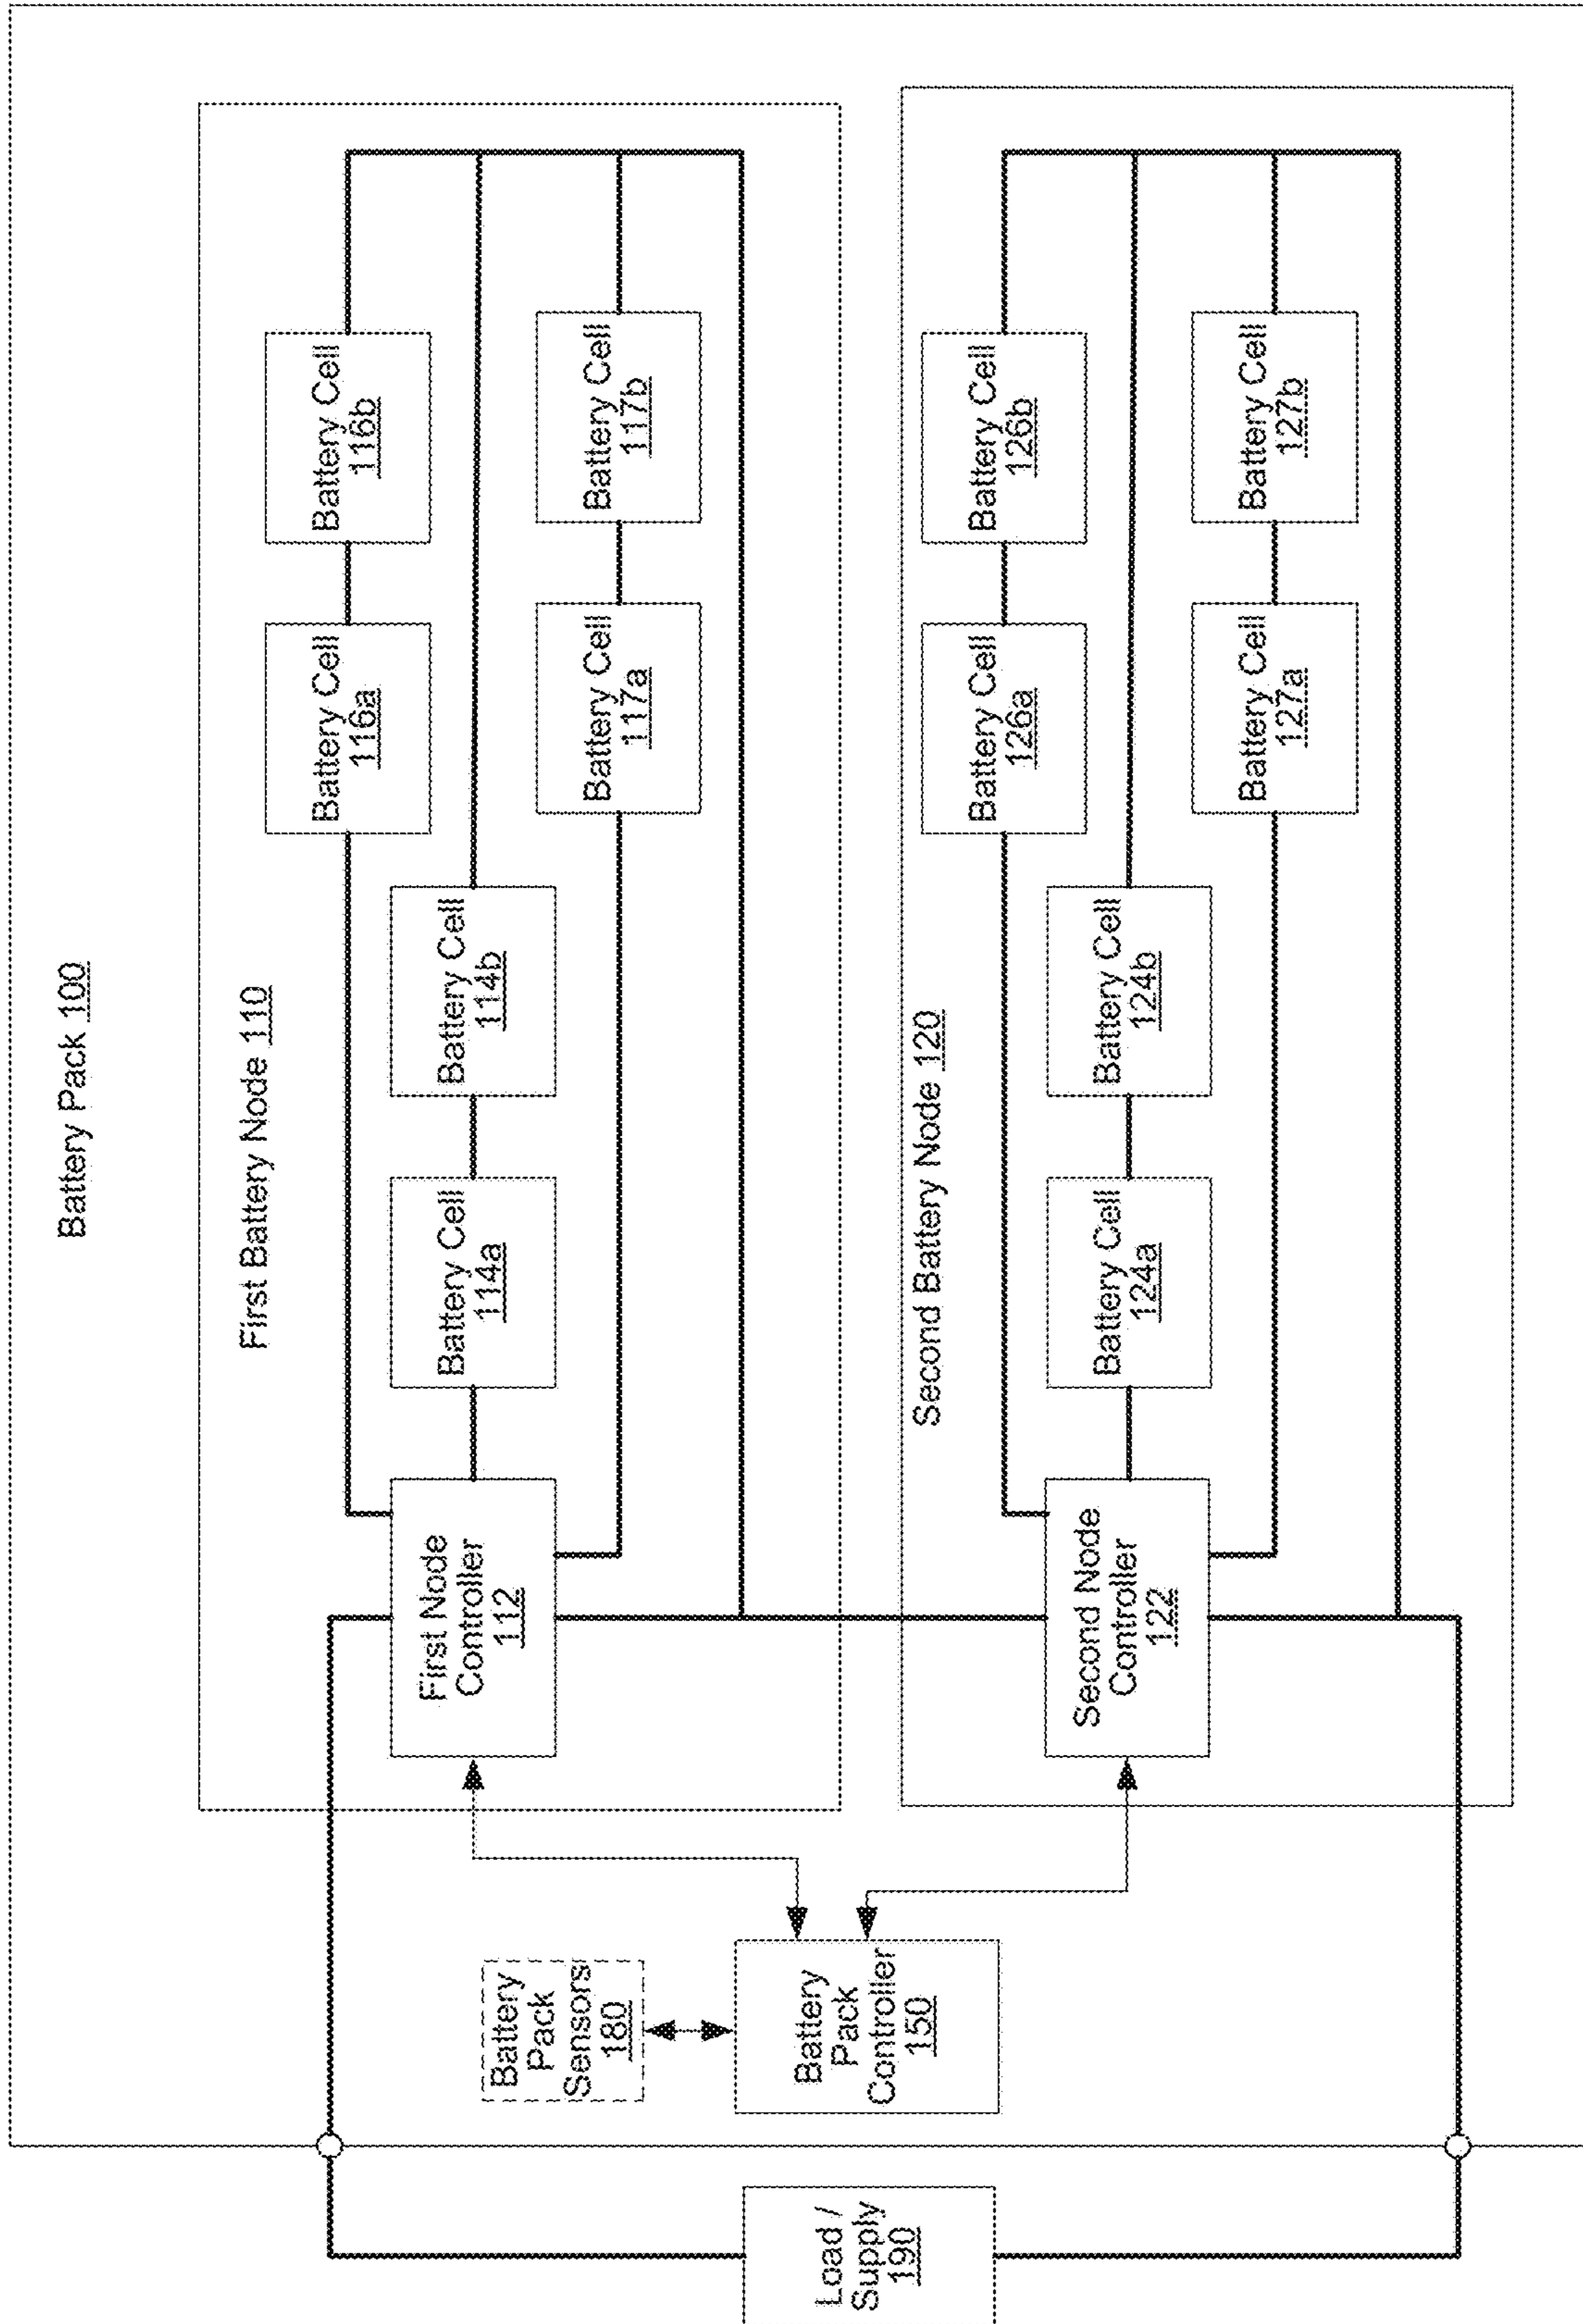 Battery Pack 100
First Battery Node 110
Battery Cell
116a
Battery Cell
116b
First Node
Controller
112
Battery Cell
114a
Battery Cell
114b
Battery Cell
117a
Battery Cell
117b
Battery
Pack
Sensors
180
Battery
Pack
Controller
150
Load /
Supply
190
Second Battery Node 120
Battery Cell
126a
Battery Cell
126b
Second Node
Controller
122
Battery Cell
124a
Battery Cell
124b
Battery Cell
127a
Battery Cell
127b